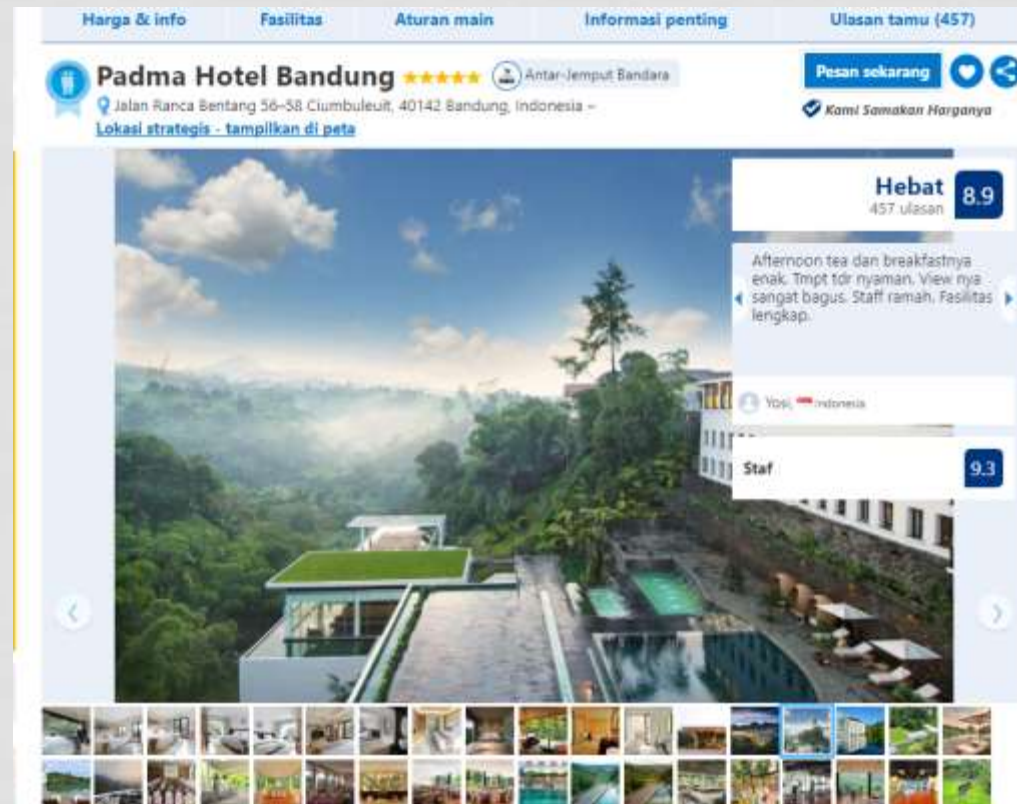 Harga & info
Fasilitas
Aturan main
Informasi penting
Ulasan tamu (457)
Padma Hotel Bandung
Antar-Jemput Bandara
Pesan sekarang
Jalan Ranca Bentang 56-58 Ciumbuleuit, 40142 Bandung, Indonesia –
Kami Samakan Harganya
Lokasi strategis - tampilkan di peta
Hebat
8.9
457 ulasan
Afternoon tea dan breakfastnya
enak. Tmpt tdr nyaman. View nya
sangat bagus. Staff ramah. Fasilitas
lengkap.
Yosi, Indonesia
Staf
9.3